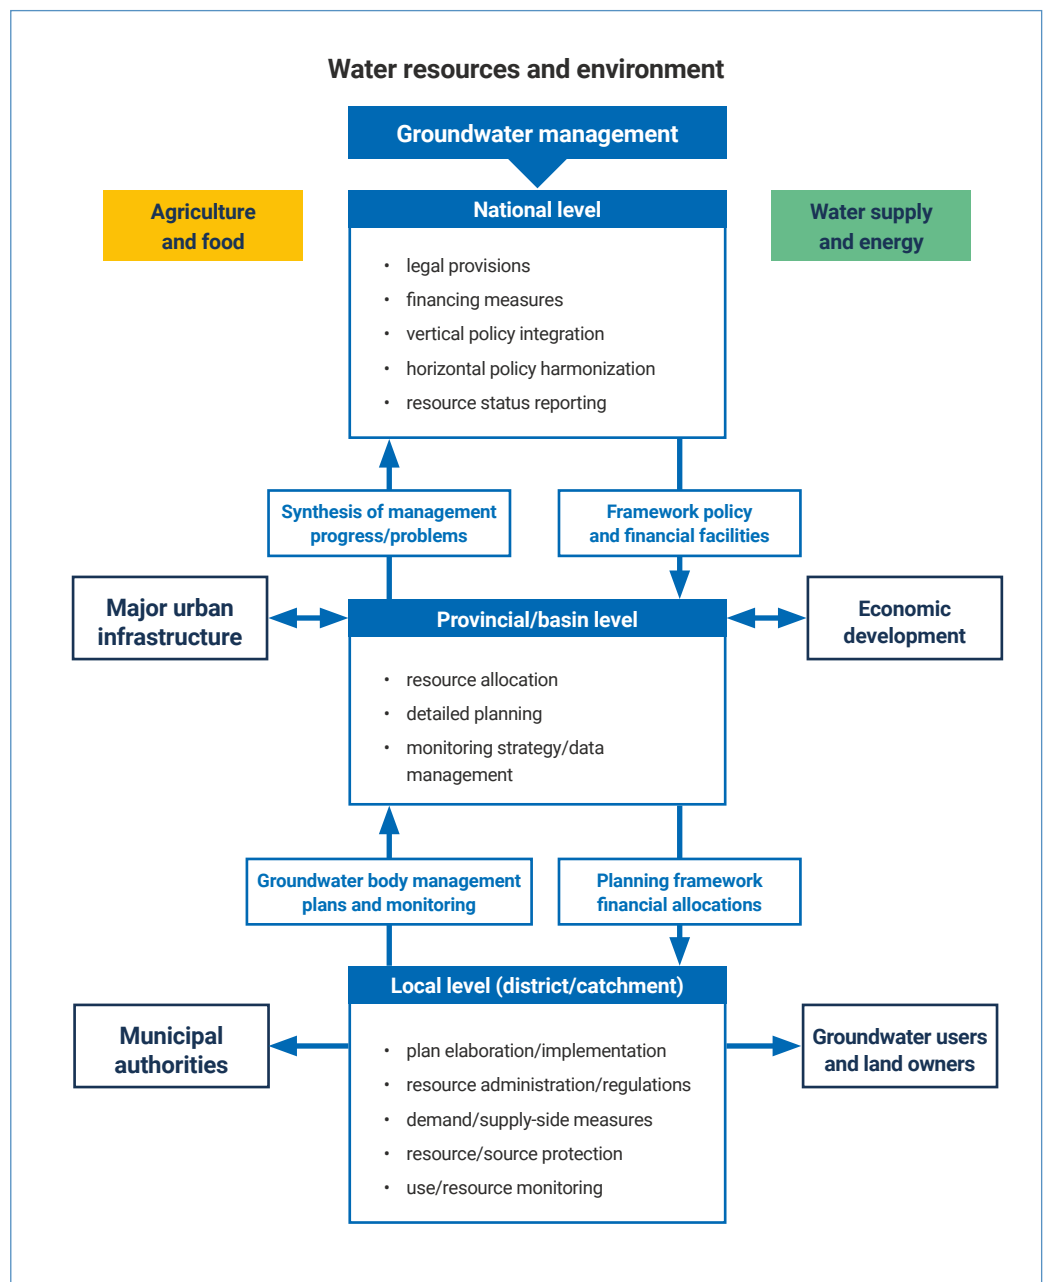 Water resources and environment
Groundwater management
Agriculture
and food
National level
Water supply
and energy
• legal provisions
• financing measures
• vertical policy integration
• horizontal policy harmonization
• resource status reporting
Synthesis of management
progress/problems
Framework policy
and financial facilities
Major urban
infrastructure
Provincial/basin level
Economic
development
• resource allocation
• detailed planning
• monitoring strategy/data
management
Groundwater body management
plans and monitoring
Planning framework
financial allocations
Local level (district/catchment)
Municipal
authorities
Groundwater users
and land owners
• plan elaboration/implementation
• resource administration/regulations
• demand/supply-side measures
• resource/source protection
• use/resource monitoring